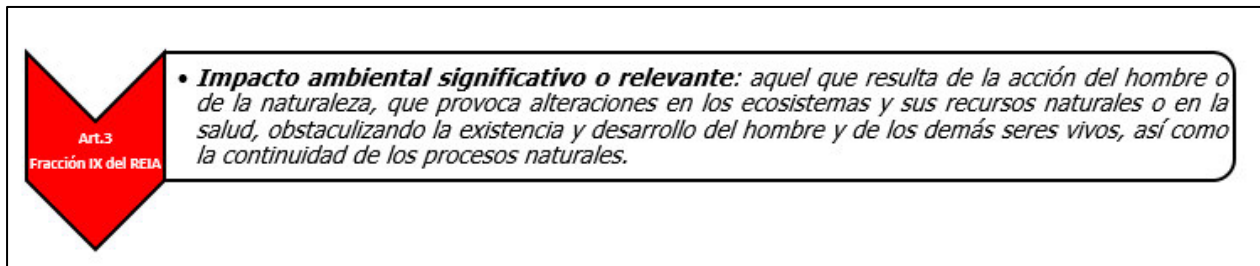 Art.3
Fracción IX del REIA
• Impacto ambiental significativo o relevante: aquel que resulta de la acción del hombre o
de la naturaleza, que provoca alteraciones en los ecosistemas y sus recursos naturales o en la
salud, obstaculizando la existencia y desarrollo del hombre y de los demás seres vivos, así como
la continuidad de los procesos naturales.